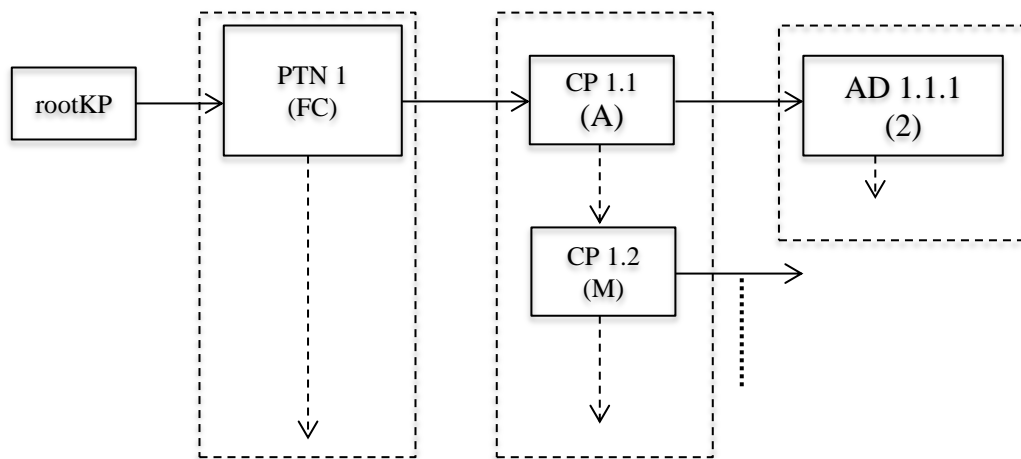 rootKP
PTN 1
(FC)
CP 1.1
(A)
AD 1.1.1
(2)
CP 1.2
(M)